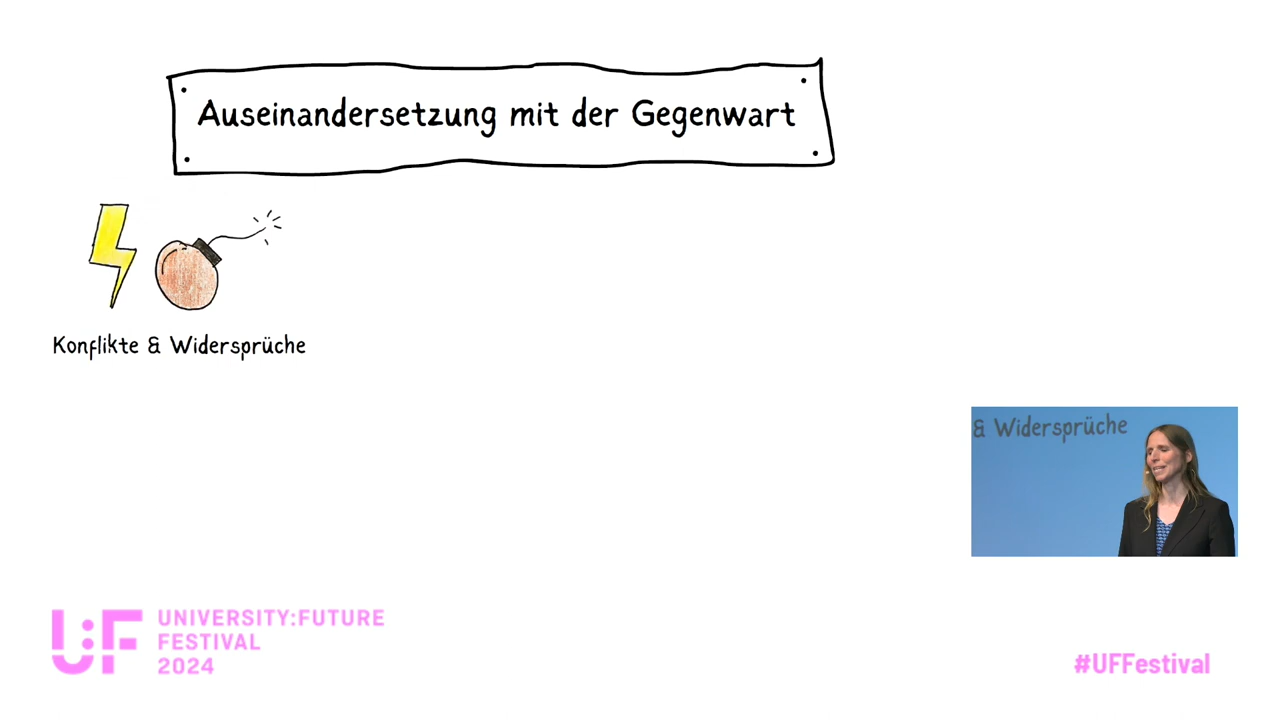 Auseinandersetzung mit der Gegenwart
Konflikte & Widersprüche
& Widersprüche
UNIVERSITY:FUTURE
FESTIVAL
2024
U:F
#UFFestival